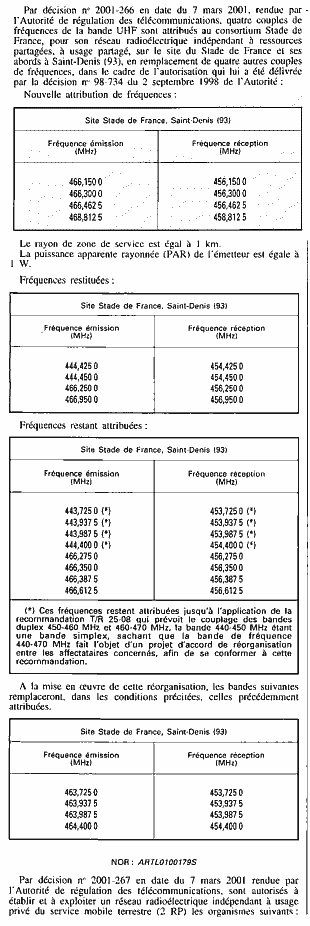 Par décision n° 2001-266 en date du 7 mars 2001, rendue par
l'Autorité de régulation des télécommunications, quatre couples de
fréquences de la bande UHF sont attribués au consortium Stade de
France, pour son réseau radioélectrique indépendant à ressources
partagées, à usage partagé, sur le site du Stade de France et ses
abords à Saint-Denis (93), en remplacement de quatre autres couples
de fréquences, dans le cadre de l'autorisation qui lui a été délivrée
par la décision n° 98-734 du 2 septembre 1998 de l'Autorité :
Nouvelle attribution de fréquences :
Site Stade de France, Saint-Denis (93)
Fréquence émission (MHz) Fréquence réception (MHz)
466,150 0 456,150 0
466,300 0 456,300 0
466,462 5 456,462 5
468,812 5 458,812 5
Le rayon de zone de service est égal à 1 km.
La puissance apparente rayonnée (PAR) de l'émetteur est égale à
1 W.
Fréquences restituées :
Site Stade de France, Saint-Denis (93)
Fréquence émission (MHz) Fréquence réception (MHz)
444,425 0 454,425 0
444,450 0 454,450 0
466,250 0 456,250 0
466,950 0 456,950 0
Fréquences restant attribuées :
Site Stade de France, Saint-Denis (93)
Fréquence émission (MHz) Fréquence réception (MHz)
443,725 0 (*) 453,725 0 (*)
443,937 5 (*) 453,937 5 (*)
443,987 5 (*) 453,987 5 (*)
444,400 0 (*) 454,400 0 (*)
466,275 0 456,275 0
466,350 0 456,350 0
466,387 5 456,387 5
466,612 5 456,612 5
(*) Ces fréquences restent attribuées jusqu'à l'application de la
recommandation T/R 25-08 qui prévoit le couplage des bandes
duplex 450-460 MHz et 460-470 MHz, la bande 440-450 MHz étant
une bande simplex, sachant que la bande de fréquence
440-470 MHz fait l'objet d'un projet d'accord de réorganisation
entre les affectataires concernés, afin de se conformer à cette
recommandation.
A la mise en œuvre de cette réorganisation, les bandes suivantes
remplaceront, dans les conditions précitées, celles précédemment
attribuées.
Site Stade de France, Saint-Denis (93)
Fréquence émission (MHz) Fréquence réception (MHz)
463,725 0 453,725 0
463,937 5 453,937 5
463,987 5 453,987 5
464,400 0 454,400 0
NOR : ARTL0100179S
Par décision n° 2001-267 en date du 7 mars 2001 rendue par
l'Autorité de régulation des télécommunications, sont autorisés à
établir et à exploiter un réseau radioélectrique indépendant à usage
privé du service mobile terrestre (2 RP) les organismes suivants :